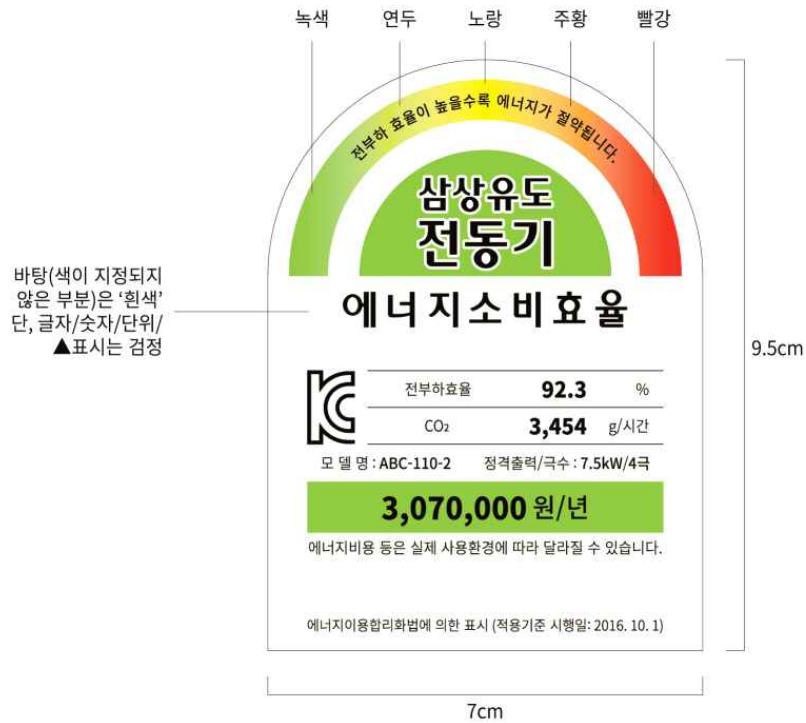 녹색 연두 노랑 주황 빨강
전부하 효율이 높을수록 에너지가 절약됩니다.
삼상유도
전동기
바탕(색이 지정되지
않은 부분)은 ‘흰색’
단, 글자/숫자/단위/
▲표시는 검정
에너지소비효율
9.5cm
전부하효율 92.3 %
CO₂ 3,454 g/시간
모 델 명 : ABC-110-2 정격출력/극수 : 7.5kW/4극
3,070,000 원/년
에너지비용 등은 실제 사용환경에 따라 달라질 수 있습니다.
에너지이용합리화법에 의한 표시 (적용기준 시행일: 2016. 10. 1)
7cm